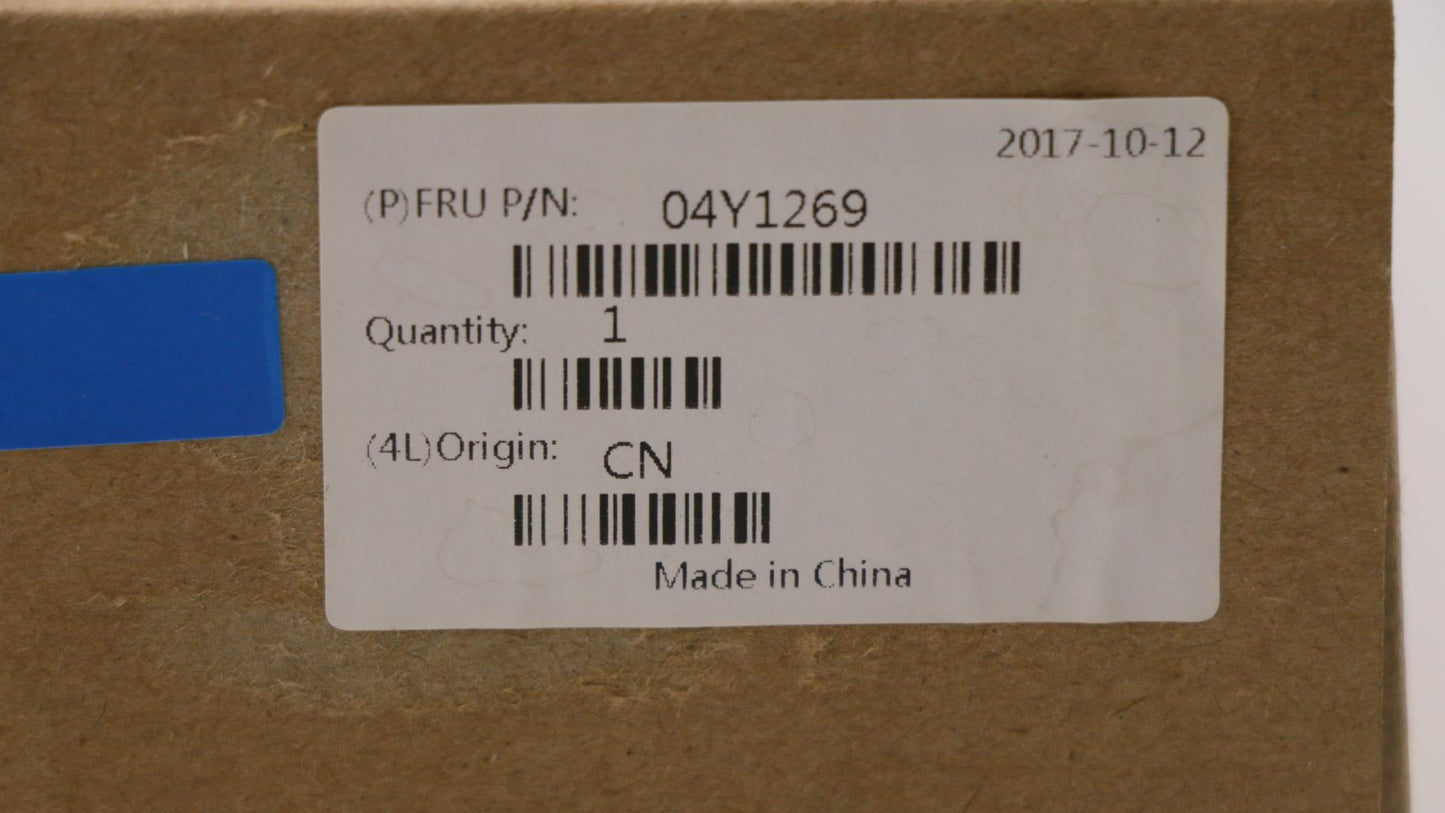 2017-10-12
(P)FRU P/N: 04Y1269
Quantity: 1
(4L)Origin: CN
Made in China